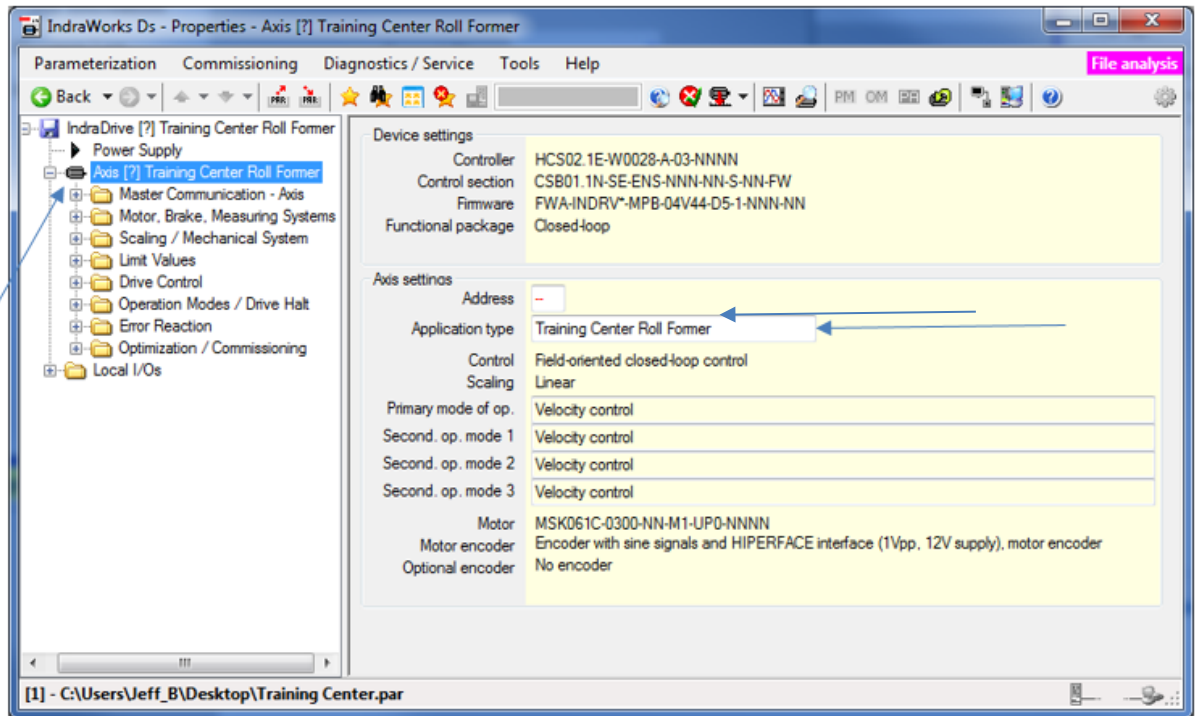 IndraWorks Ds - Properties - Axis [?] Training Center Roll Former
Parameterization Commissioning Diagnostics / Service Tools Help File analysis
Back PAR PAR PM OM
IndraDrive [?] Training Center Roll Former
Power Supply
Axis [?] Training Center Roll Former
Master Communication - Axis
Motor, Brake, Measuring Systems
Scaling / Mechanical System
Limit Values
Drive Control
Operation Modes / Drive Halt
Error Reaction
Optimization / Commissioning
Local I/Os
Device settings
Controller HCS02.1E-W0028-A-03-NNNN
Control section CSB01.1N-SE-ENS-NNN-NN-S-NN-FW
Firmware FWA-INDRV*-MPB-04V44-D5-1-NNN-NN
Functional package Closed-loop
Axis settings
Address --
Application type Training Center Roll Former
Control Field-oriented closed-loop control
Scaling Linear
Primary mode of op. Velocity control
Second. op. mode 1 Velocity control
Second. op. mode 2 Velocity control
Second. op. mode 3 Velocity control
Motor MSK061C-0300-NN-M1-UP0-NNNN
Motor encoder Encoder with sine signals and HIPERFACE interface (1Vpp, 12V supply), motor encoder
Optional encoder No encoder
[1] - C:\Users\Jeff_B\Desktop\Training Center.par